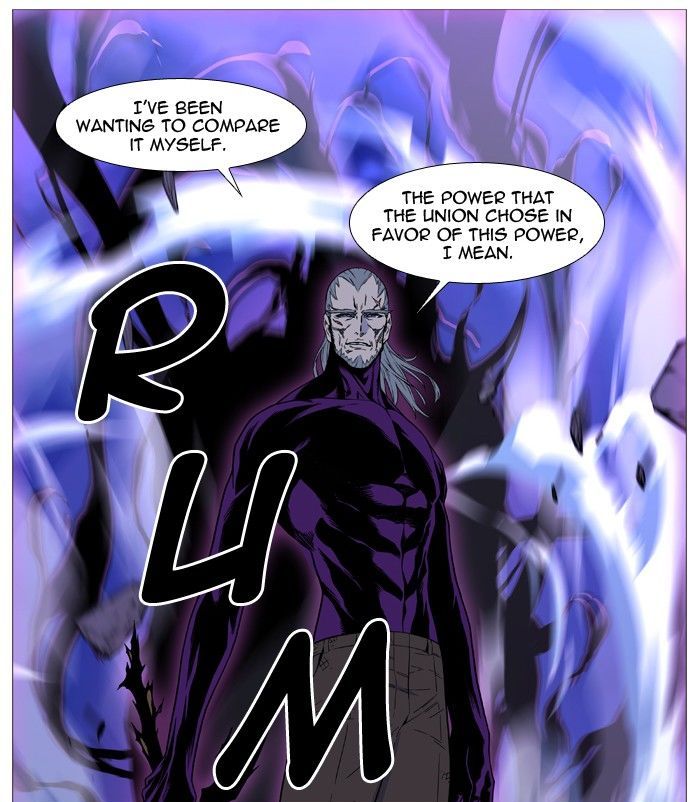 I'VE BEEN
WANTING TO COMPARE
IT MYSELF.
THE POWER THAT
THE UNION CHOSE IN
FAVOR OF THIS POWER,
I MEAN.
R
U
M